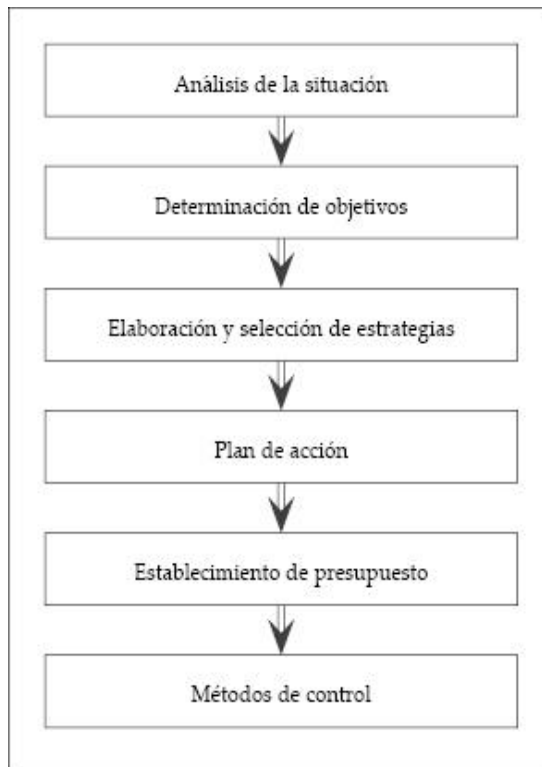 Análisis de la situación
Determinación de objetivos
Elaboración y selección de estrategias
Plan de acción
Establecimiento de presupuesto
Métodos de control